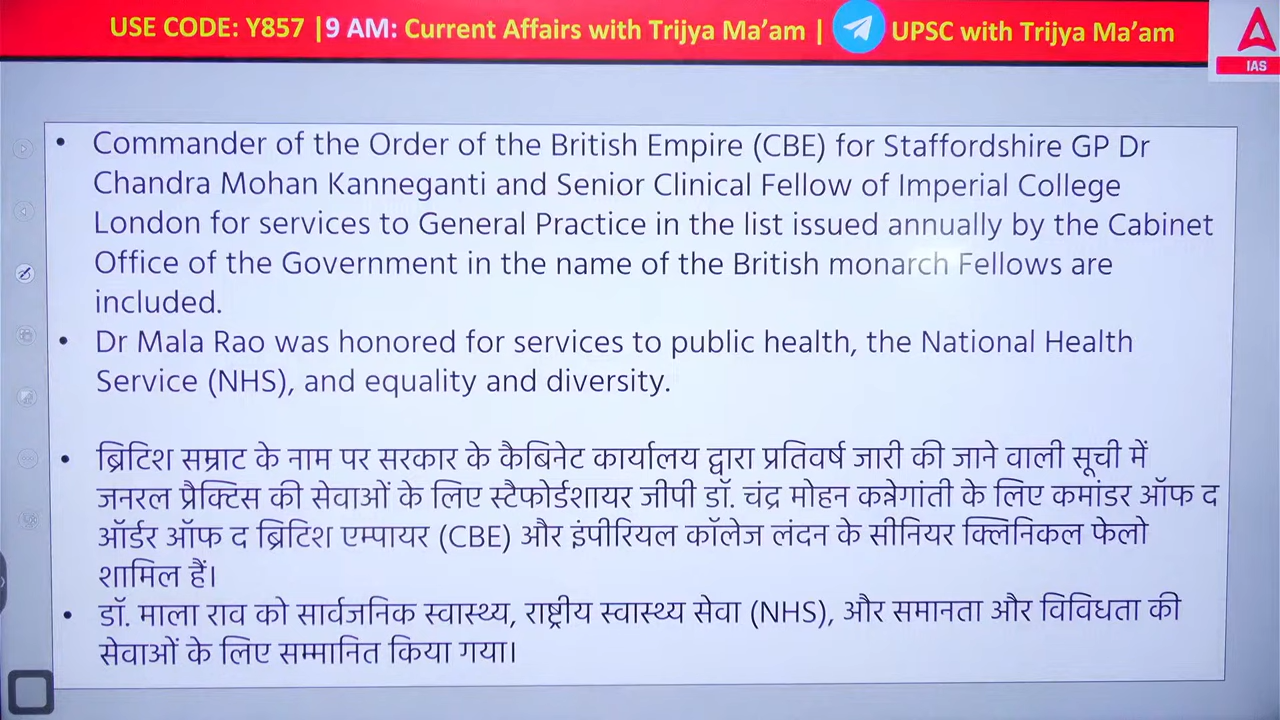 USE CODE: Y857 |9 AM: Current Affairs with Trijya Ma’am | UPSC with Trijya Ma’am
IAS
• Commander of the Order of the British Empire (CBE) for Staffordshire GP Dr
Chandra Mohan Kanneganti and Senior Clinical Fellow of Imperial College
London for services to General Practice in the list issued annually by the Cabinet
Office of the Government in the name of the British monarch Fellows are
included.
• Dr Mala Rao was honored for services to public health, the National Health
Service (NHS), and equality and diversity.
• ब्रिटिश सम्राट के नाम पर सरकार के कैबिनेट कार्यालय द्वारा प्रतिवर्ष जारी की जाने वाली सूची में
जनरल प्रैक्टिस की सेवाओं के लिए स्टैफोर्डशायर जीपी डॉ. चंद्र मोहन कन्नेगांती के लिए कमांडर ऑफ द
ऑर्डर ऑफ द ब्रिटिश एम्पायर (CBE) और इंपीरियल कॉलेज लंदन के सीनियर क्लिनिकल फेलो
शामिल हैं।
• डॉ. माला राव को सार्वजनिक स्वास्थ्य, राष्ट्रीय स्वास्थ्य सेवा (NHS), और समानता और विविधता की
सेवाओं के लिए सम्मानित किया गया।